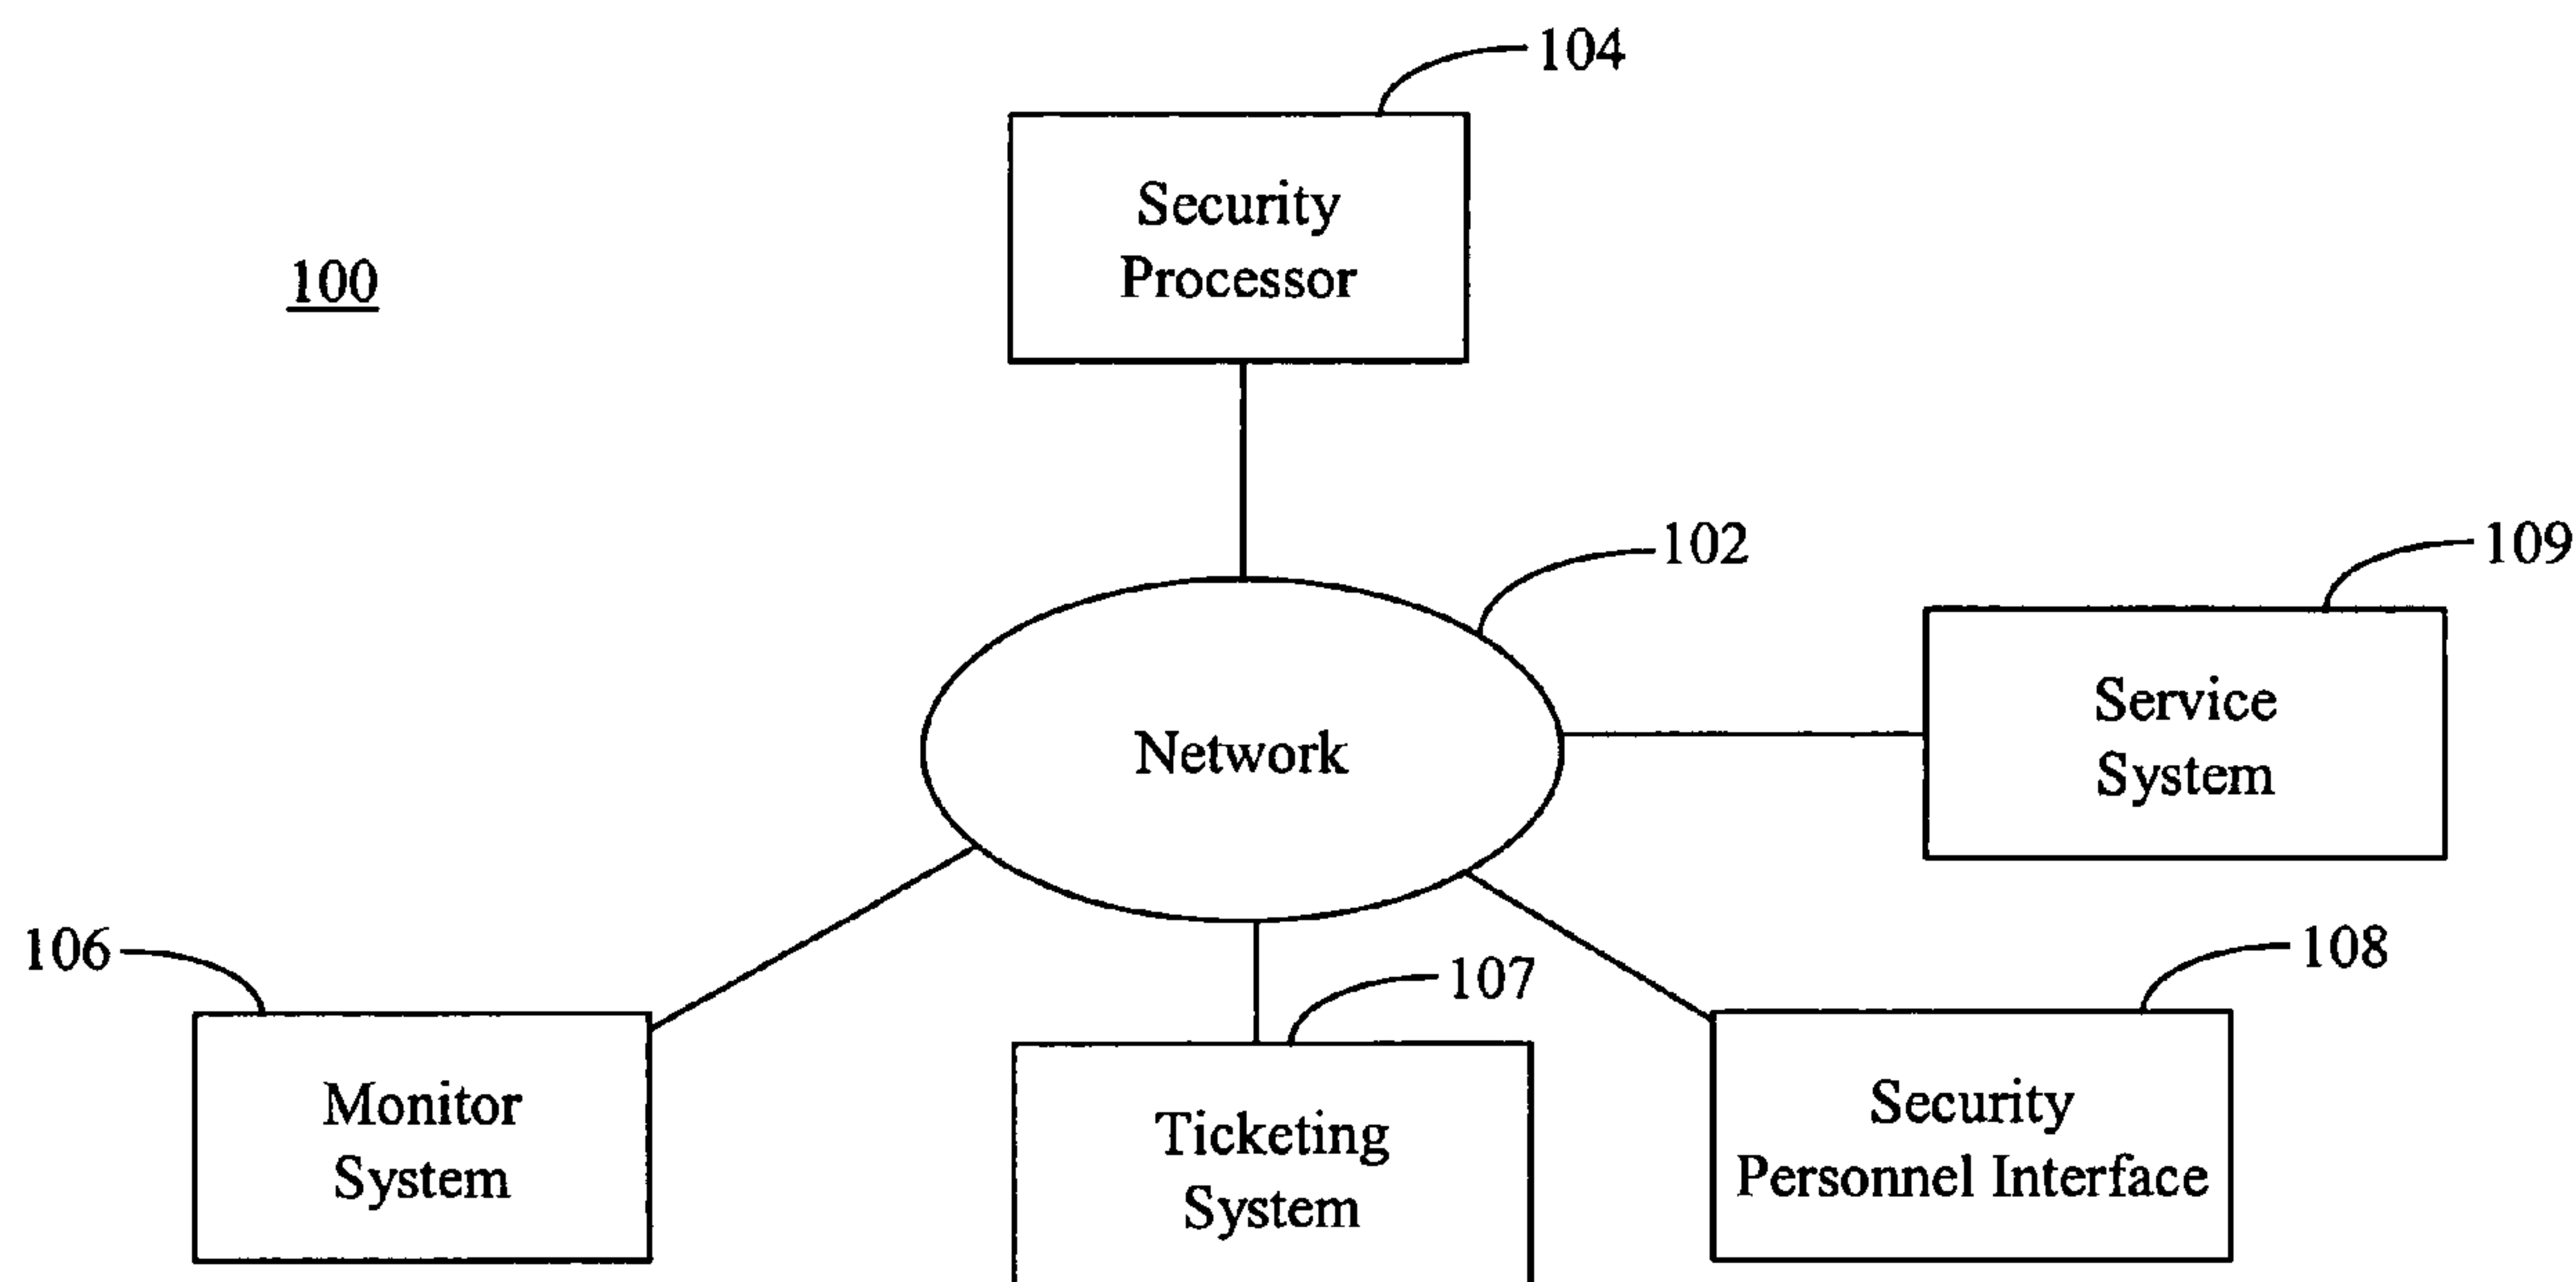 104
Security
Processor
100
102
109
Network
Service
System
106
107
108
Monitor
System
Ticketing
System
Security
Personnel Interface